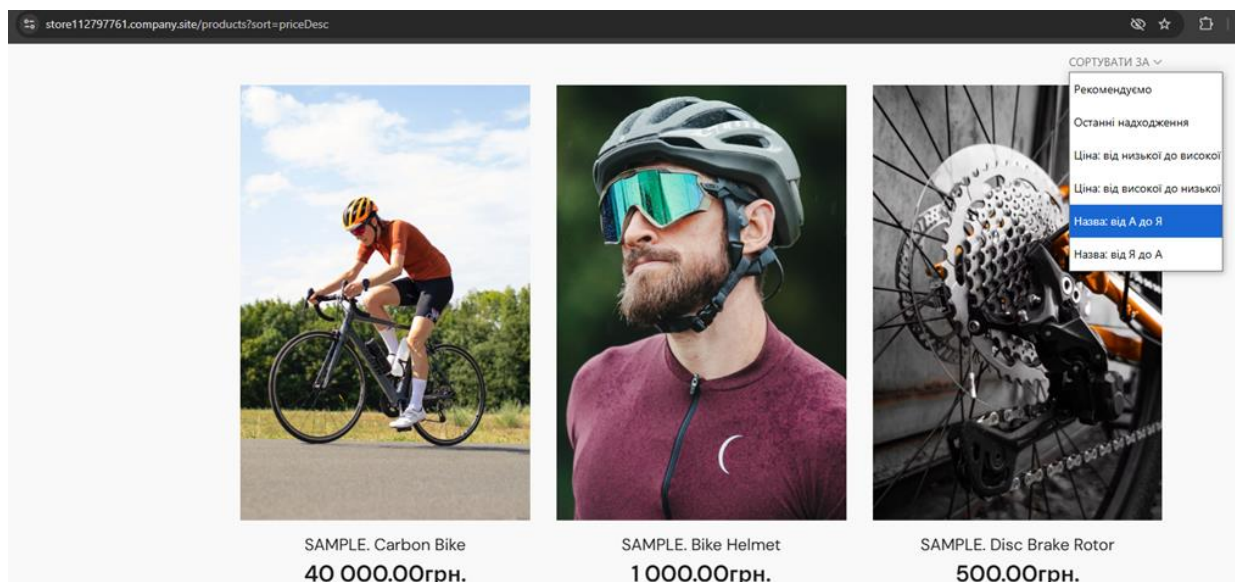 store112797761.company.site/products?sort=priceDesc
СОРТУВАТИ ЗА
Рекомендуємо
Останні надходження
Ціна: від низької до високої
Ціна: від високої до низької
Назва: від А до Я
Назва: від Я до А
SAMPLE. Carbon Bike
40 000.00грн.
SAMPLE. Bike Helmet
1 000.00грн.
SAMPLE. Disc Brake Rotor
500.00грн.